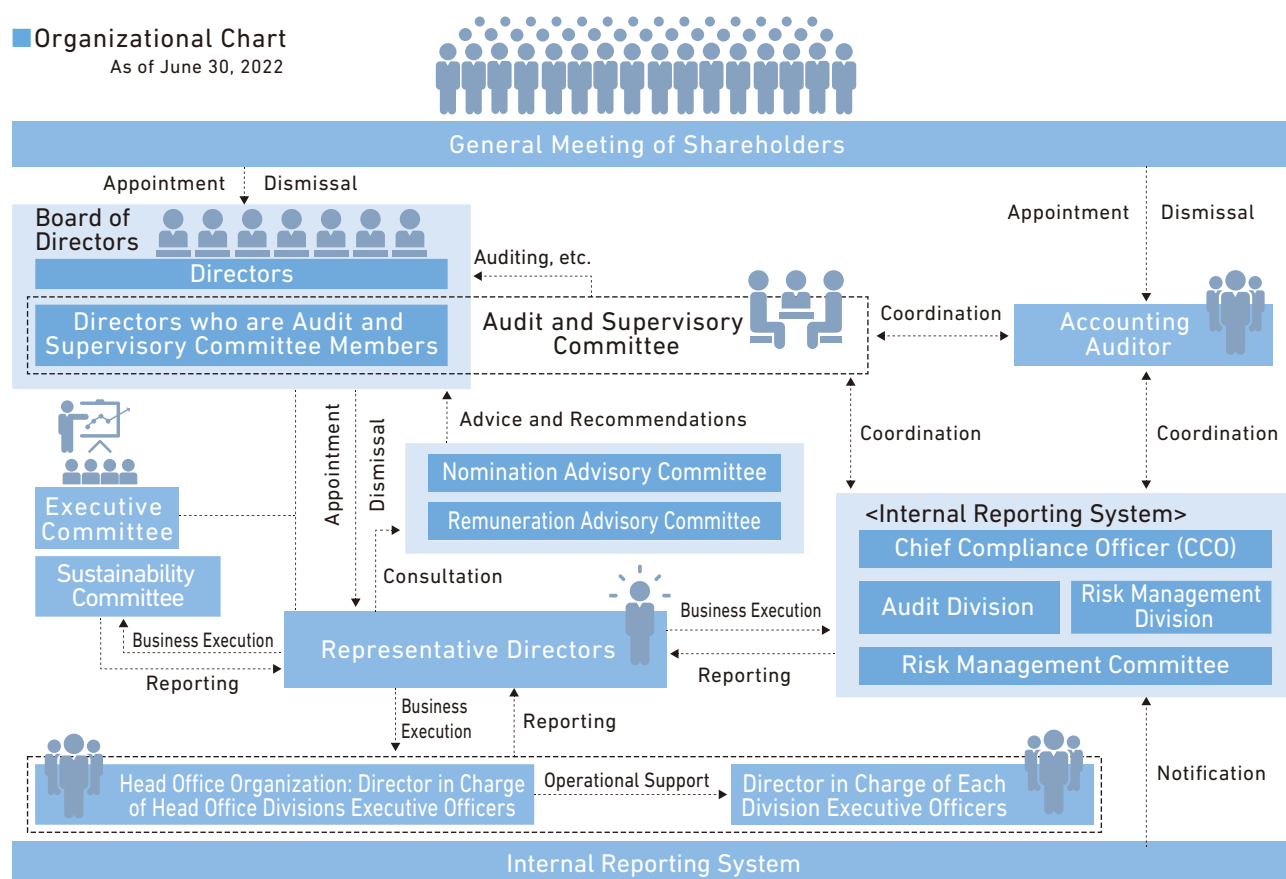 Organizational Chart
As of June 30, 2022
General Meeting of Shareholders
Appointment
Dismissal
Appointment
Dismissal
Board of
Directors
Directors
Auditing, etc.
Directors who are Audit and
Supervisory Committee Members
Audit and Supervisory
Committee
Coordination
Accounting
Auditor
Appointment
Dismissal
Advice and Recommendations
Coordination
Coordination
Nomination Advisory Committee
Remuneration Advisory Committee
Executive
Committee
Sustainability
Committee
Consultation
<Internal Reporting System>
Chief Compliance Officer (CCO)
Audit Division
Risk Management
Division
Risk Management Committee
Business Execution
Reporting
Representative Directors
Business Execution
Reporting
Business
Execution
Reporting
Head Office Organization: Director in Charge
of Head Office Divisions Executive Officers
Operational Support
Director in Charge of Each
Division Executive Officers
Notification
Internal Reporting System